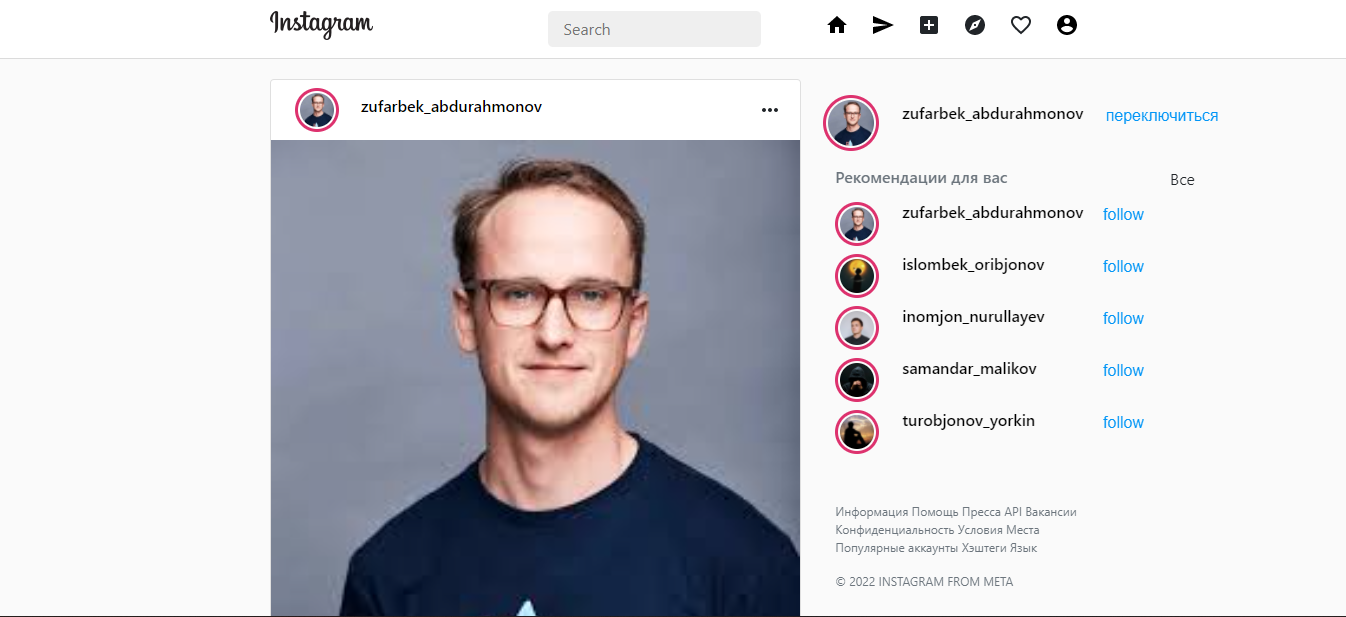 Instagram
Search
zufarbek_abdurahmonov
zufarbek_abdurahmonov переключиться
Рекомендации для вас Все
zufarbek_abdurahmonov follow
islombek_oribjonov follow
inomjon_nurullayev follow
samandar_malikov follow
turobjonov_yorkin follow
Информация Помощь Пресса API Вакансии
Конфиденциальность Условия Места
Популярные аккаунты Хэштеги Язык
© 2022 INSTAGRAM FROM META